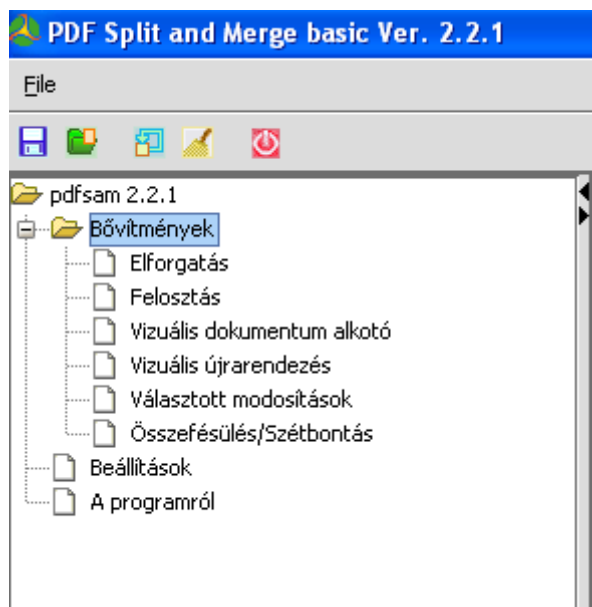 PDF Split and Merge basic Ver. 2.2.1
File
pdfsam 2.2.1
Bővítmények
Elforgatás
Felosztás
Vizuális dokumentum alkotó
Vizuális újrarendezés
Választott modosítások
Összefésülés/Szétbontás
Beállítások
A programról